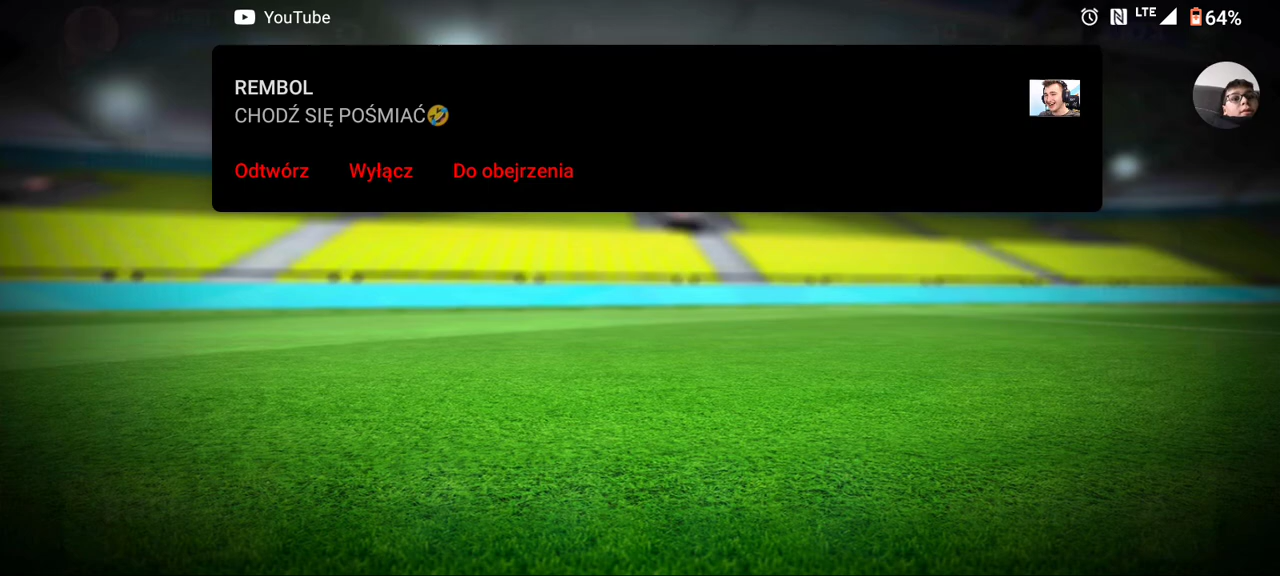 YouTube
LTE
64%
REMBOL
CHODŹ SIĘ POŚMIAĆ🤣
Odtwórz Wyłącz Do obejrzenia